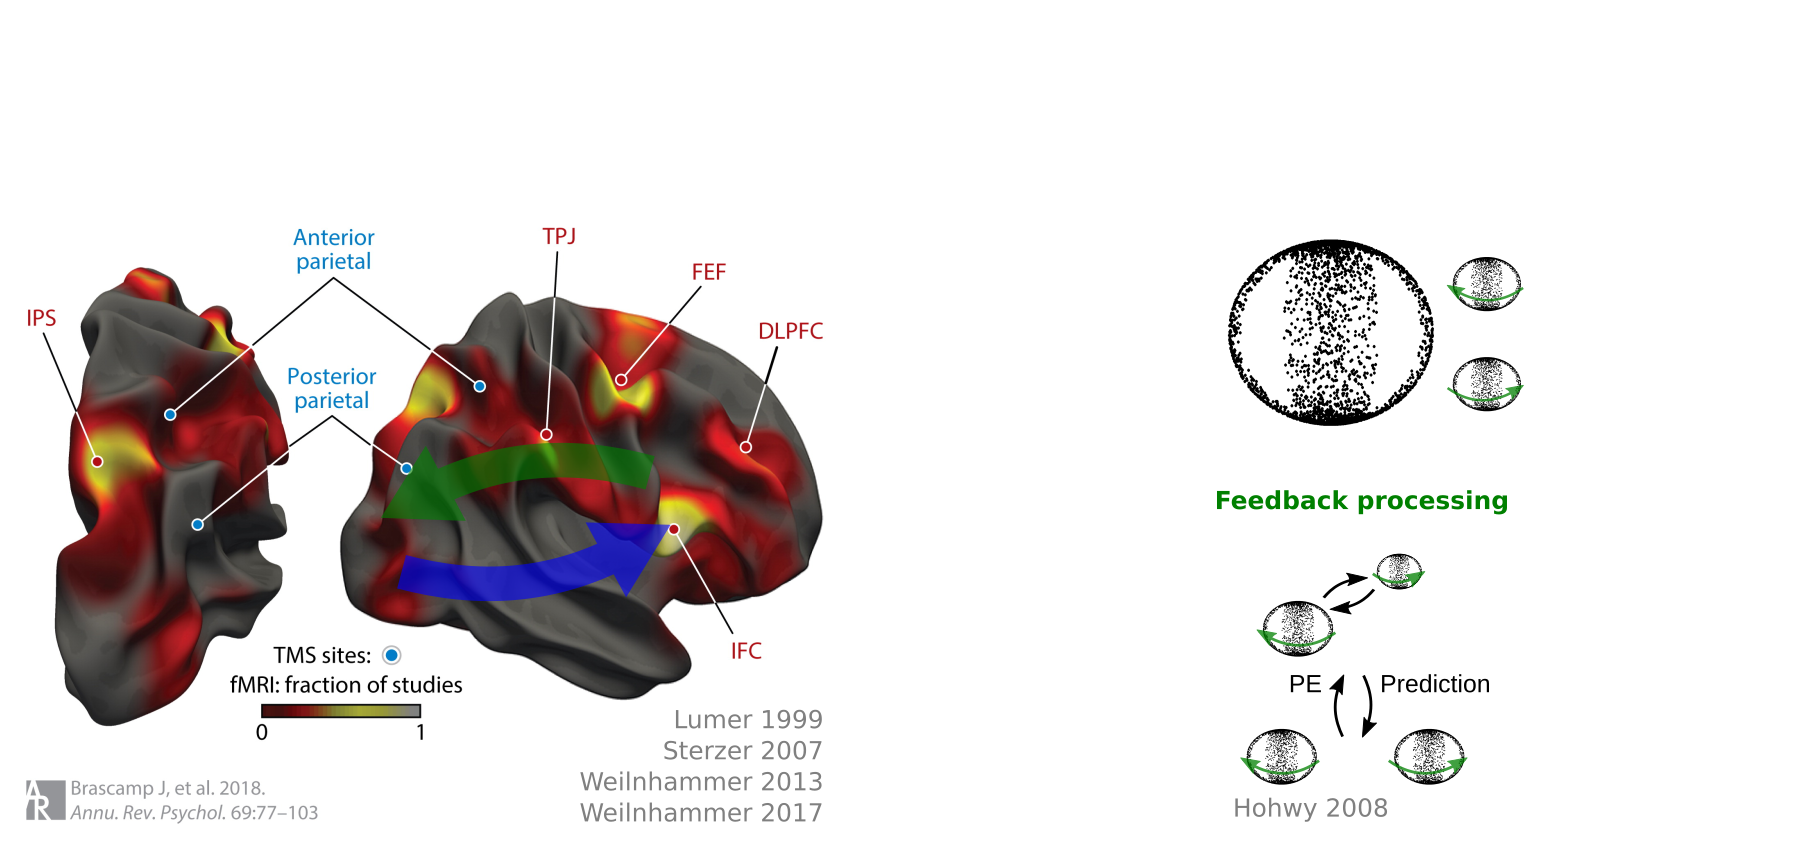 Anterior
parietal
TPJ
FEF
IPS
DLPFC
Posterior
parietal
IFC
TMS sites:
fMRI: fraction of studies
0 1
Lumer 1999
Sterzer 2007
Weilnhammer 2013
Weilnhammer 2017
AR
Brascamp J, et al. 2018.
Annu. Rev. Psychol. 69:77–103
Feedback processing
PE Prediction
Hohwy 2008